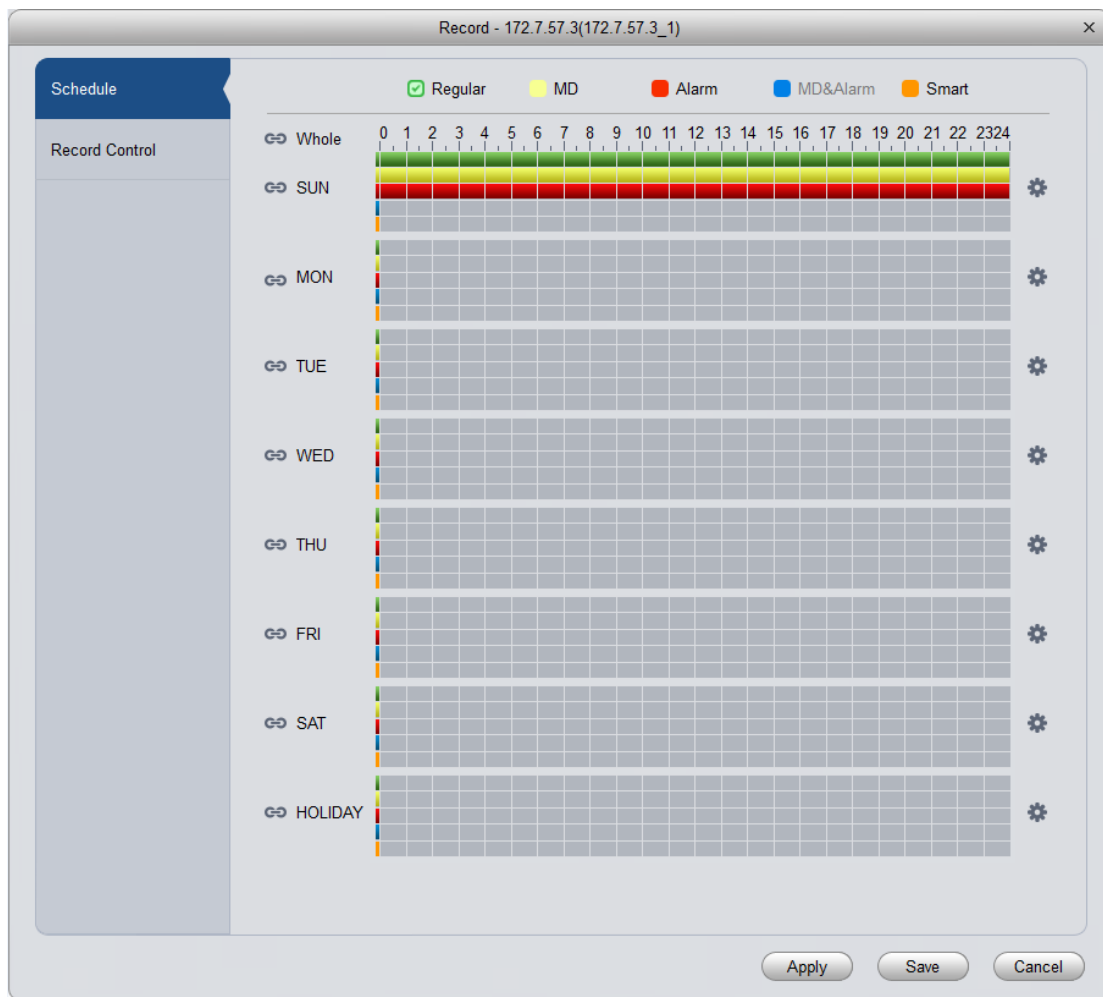 Record - 172.7.57.3(172.7.57.3_1)
Schedule
Record Control
Regular MD Alarm MD&Alarm Smart
Whole 0 1 2 3 4 5 6 7 8 9 10 11 12 13 14 15 16 17 18 19 20 21 22 2324
SUN
MON
TUE
WED
THU
FRI
SAT
HOLIDAY
Apply Save Cancel